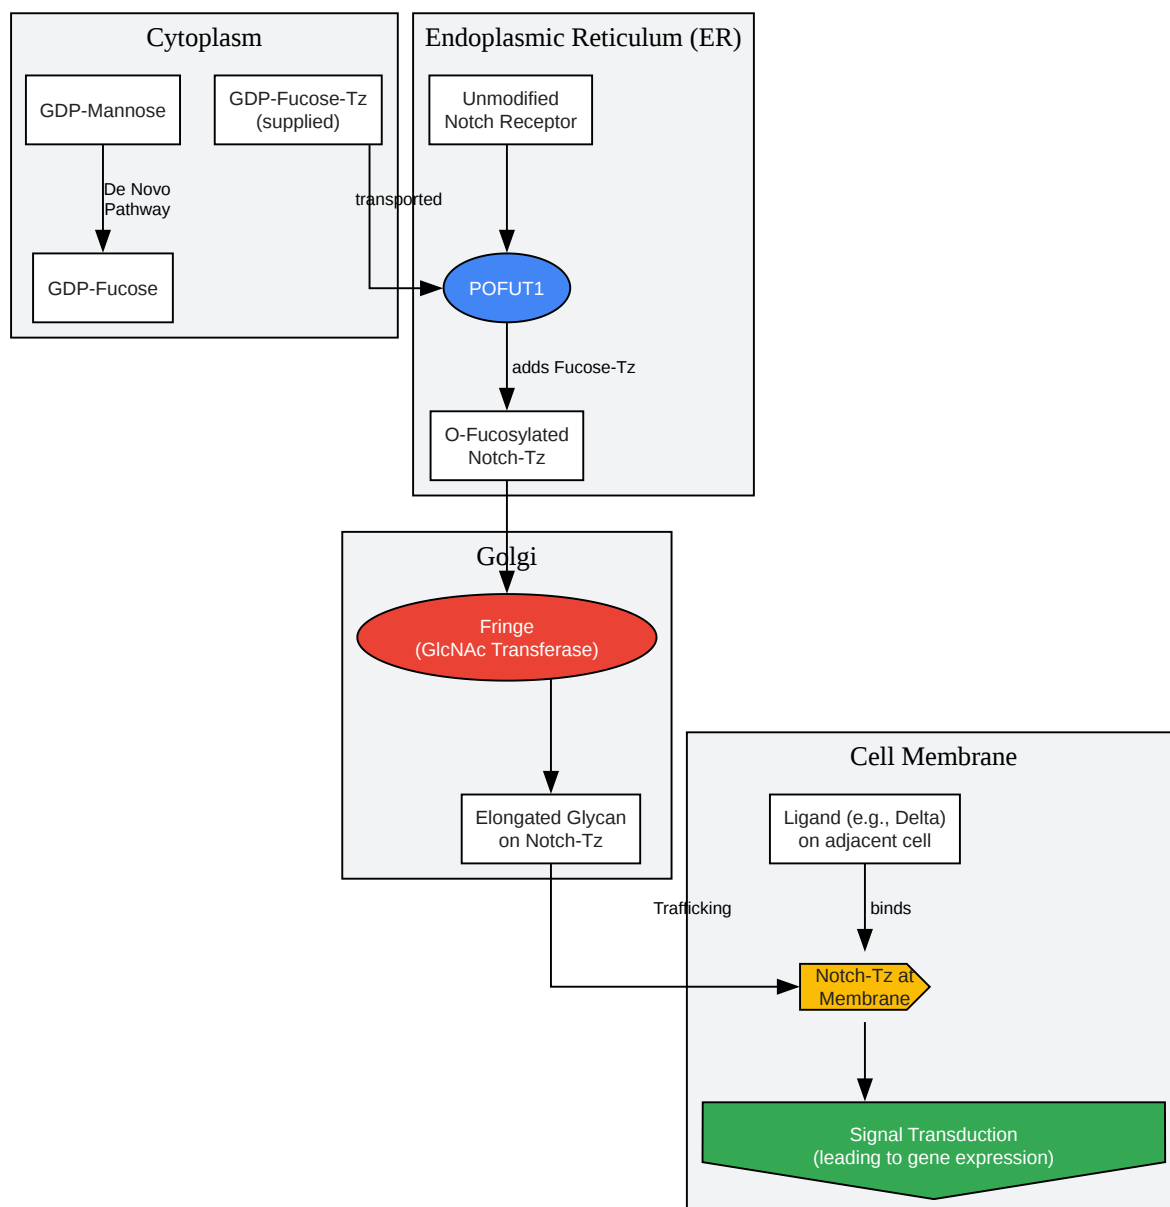 Cytoplasm
GDP-Mannose
GDP-Fucose-Tz
(supplied)
De Novo
Pathway
GDP-Fucose
transported
Endoplasmic Reticulum (ER)
Unmodified
Notch Receptor
POFUT1
adds Fucose-Tz
O-Fucosylated
Notch-Tz
Golgi
Fringe
(GlcNAc Transferase)
Elongated Glycan
on Notch-Tz
Trafficking
Cell Membrane
Ligand (e.g., Delta)
on adjacent cell
binds
Notch-Tz at
Membrane
Signal Transduction
(leading to gene expression)